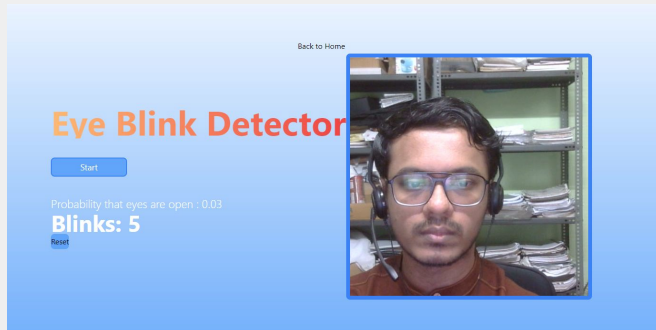 Back to Home
Eye Blink Detector
Start
Probability that eyes are open : 0.03
Blinks: 5
Reset